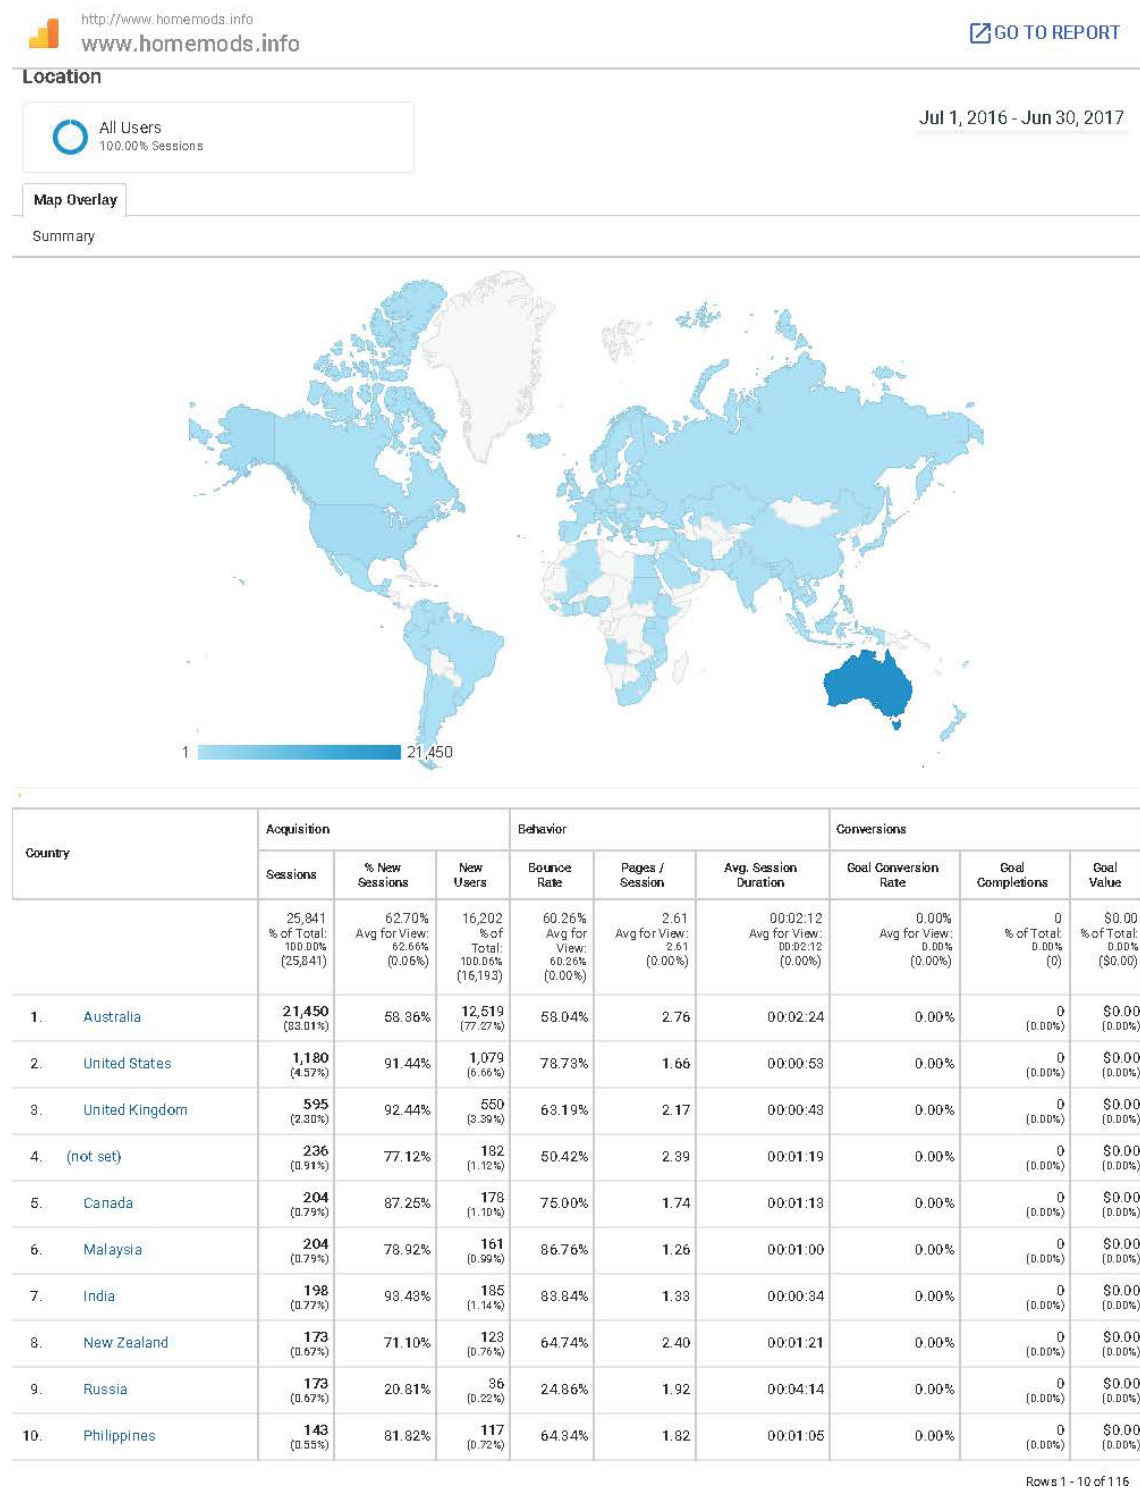 http://www.homemods.info
www.homemods.info
GO TO REPORT
Location
All Users
100.00% Sessions
Jul 1, 2016 - Jun 30, 2017
Map Overlay
Summary
1 21,450
Country Acquisition Behavior Conversions
Sessions % New Sessions New Users Bounce Rate Pages / Session Avg. Session Duration Goal Conversion Rate Goal Completions Goal Value
25,841 % of Total: 100.00% (25,841) 62.70% Avg for View: 62.66% (0.06%) 16,202 % of Total: 100.06% (16,193) 60.26% Avg for View: 60.26% (0.00%) 2.61 Avg for View: 2.61 (0.00%) 00:02:12 Avg for View: 00:02:12 (0.00%) 0.00% Avg for View: 0.00% (0.00%) 0 % of Total: 0.00% (0) $0.00 % of Total: 0.00% ($0.00)
1. Australia 21,450 (83.01%) 58.36% 12,519 (77.27%) 58.04% 2.76 00:02:24 0.00% 0 (0.00%) $0.00 (0.00%)
2. United States 1,180 (4.57%) 91.44% 1,079 (6.66%) 78.73% 1.66 00:00:53 0.00% 0 (0.00%) $0.00 (0.00%)
3. United Kingdom 595 (2.30%) 92.44% 550 (3.39%) 63.19% 2.17 00:00:43 0.00% 0 (0.00%) $0.00 (0.00%)
4. (not set) 236 (0.91%) 77.12% 182 (1.12%) 50.42% 2.39 00:01:19 0.00% 0 (0.00%) $0.00 (0.00%)
5. Canada 204 (0.79%) 87.25% 178 (1.10%) 75.00% 1.74 00:01:13 0.00% 0 (0.00%) $0.00 (0.00%)
6. Malaysia 204 (0.79%) 78.92% 161 (0.99%) 86.76% 1.26 00:01:00 0.00% 0 (0.00%) $0.00 (0.00%)
7. India 198 (0.77%) 93.43% 185 (1.14%) 83.84% 1.33 00:00:34 0.00% 0 (0.00%) $0.00 (0.00%)
8. New Zealand 173 (0.67%) 71.10% 123 (0.76%) 64.74% 2.40 00:01:21 0.00% 0 (0.00%) $0.00 (0.00%)
9. Russia 173 (0.67%) 20.81% 36 (0.22%) 24.86% 1.92 00:04:14 0.00% 0 (0.00%) $0.00 (0.00%)
10. Philippines 143 (0.55%) 81.82% 117 (0.72%) 64.34% 1.82 00:01:05 0.00% 0 (0.00%) $0.00 (0.00%)
Rows 1 - 10 of 116